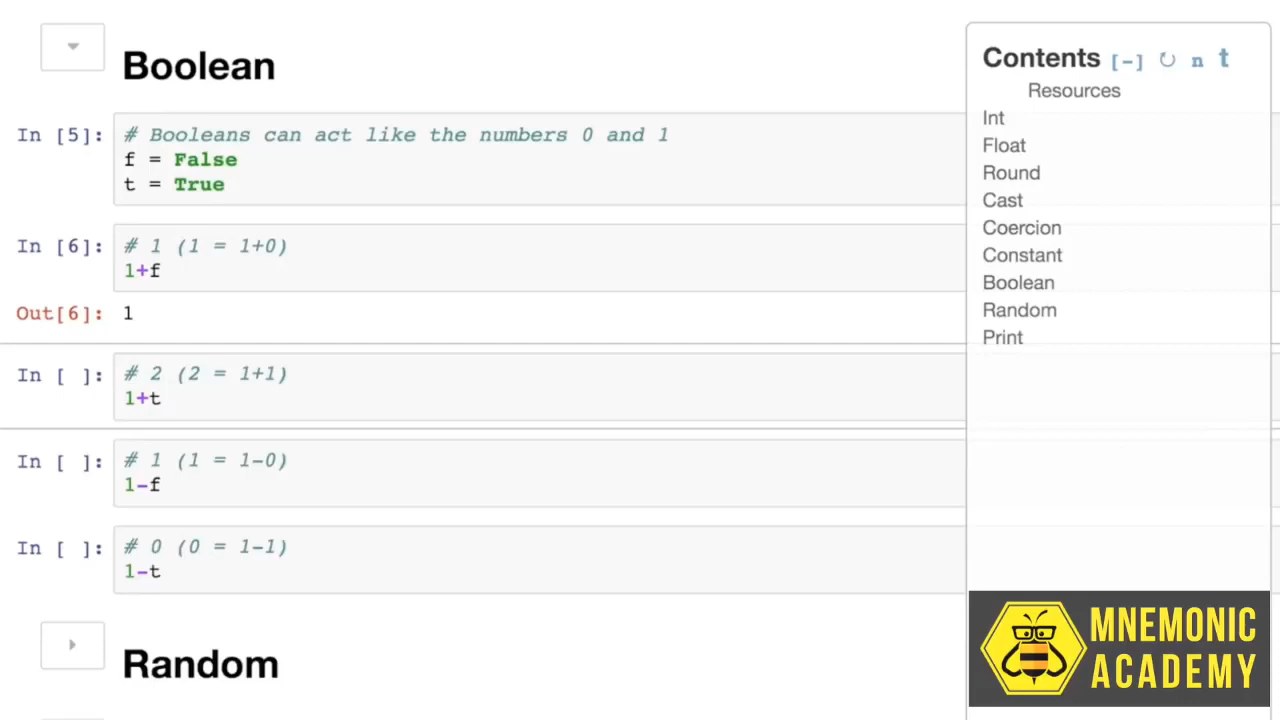 Boolean
In [5]: # Booleans can act like the numbers 0 and 1
f = False
t = True
In [6]: # 1 (1 = 1+0)
1+f
Out[6]: 1
In [ ]: # 2 (2 = 1+1)
1+t
In [ ]: # 1 (1 = 1-0)
1-f
In [ ]: # 0 (0 = 1-1)
1-t
Random
Contents [-] ↻ n t
Resources
Int
Float
Round
Cast
Coercion
Constant
Boolean
Random
Print
MNEMONIC
ACADEMY